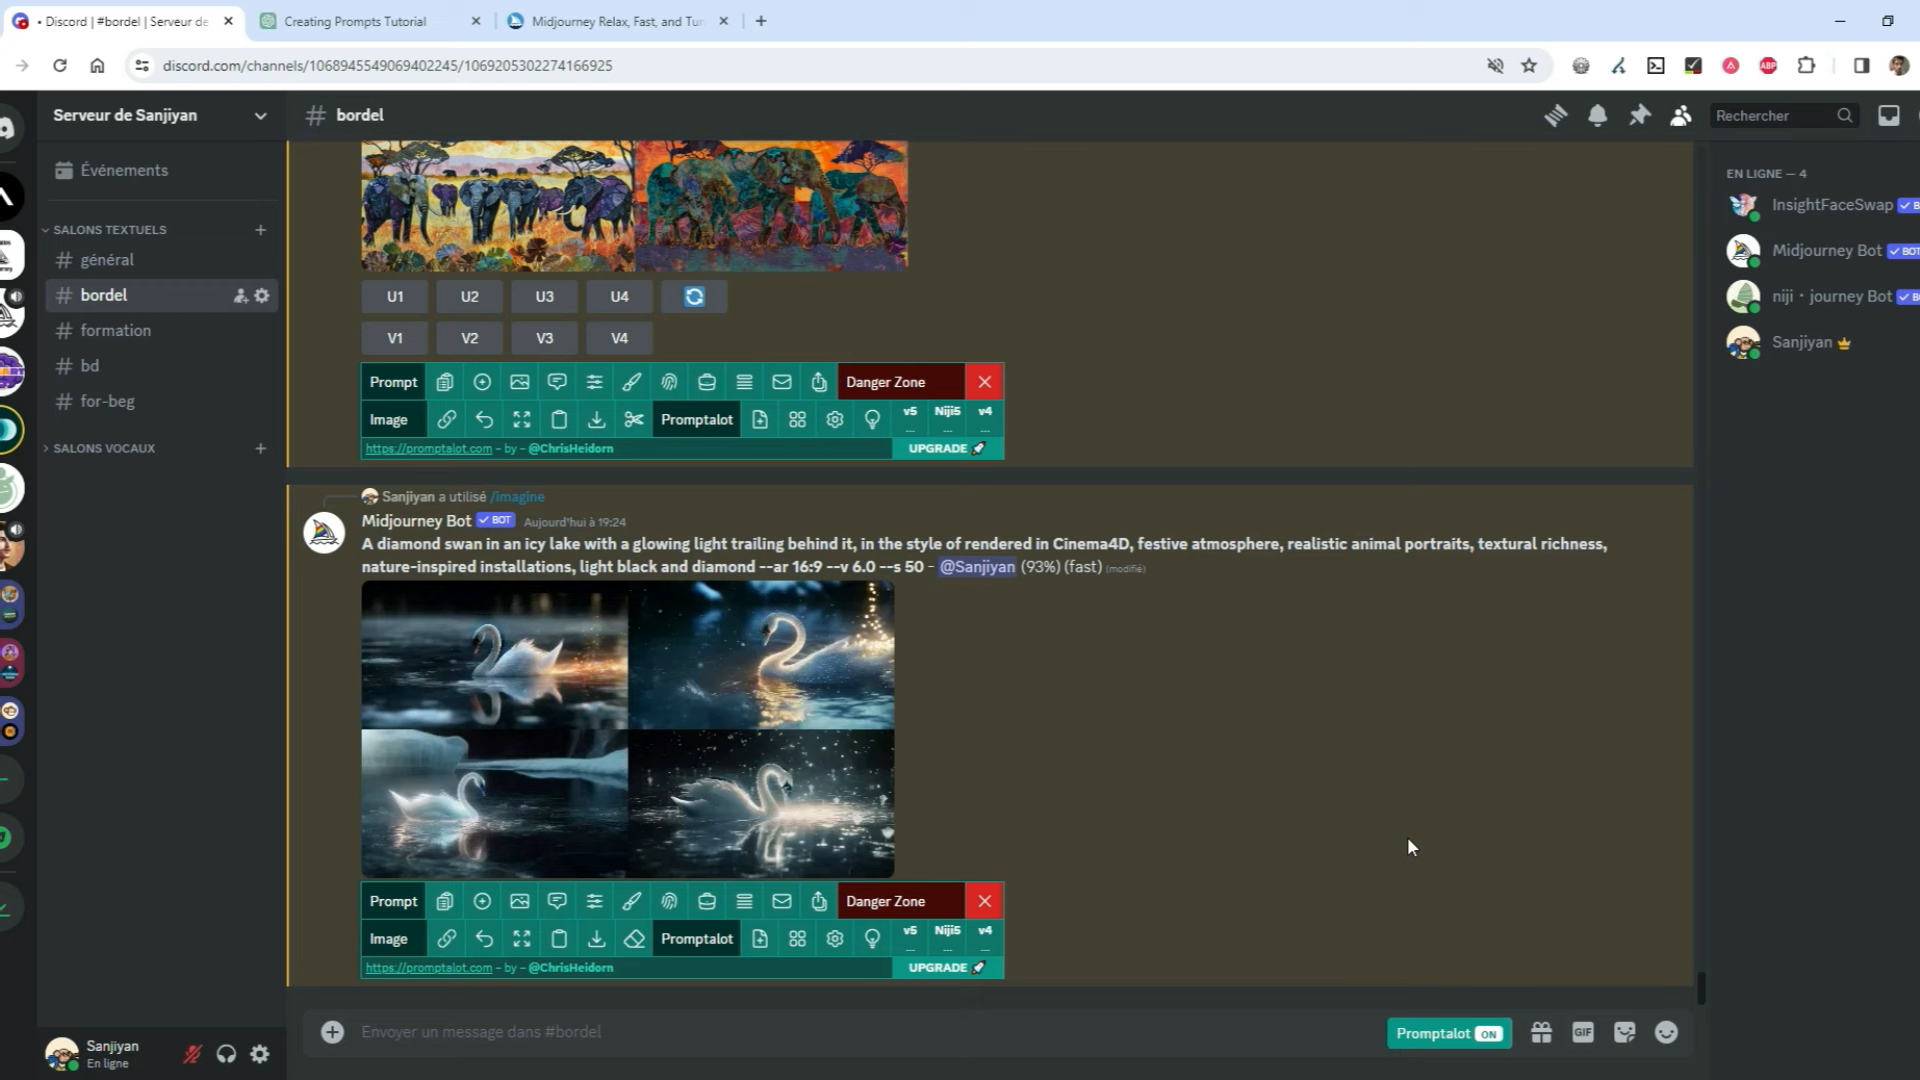 • Discord | #bordel | Serveur de
Creating Prompts Tutorial
Midjourney Relax, Fast, and Tur
discord.com/channels/1068945549069402245/1069205302274166925
ABP
Serveur de Sanjiyan
# bordel
Rechercher
Événements
SALONS TEXTUELS
# général
# bordel
# formation
# bd
# for-beg
SALONS VOCAUX
U1 U2 U3 U4
V1 V2 V3 V4
Prompt Danger Zone
Image Promptalot v5 Niji5 v4
https://promptalot.com - by - @ChrisHeidorn UPGRADE
Sanjiyan a utilisé /imagine
Midjourney Bot BOT Aujourd'hui à 19:24
A diamond swan in an icy lake with a glowing light trailing behind it, in the style of rendered in Cinema4D, festive atmosphere, realistic animal portraits, textural richness,
nature-inspired installations, light black and diamond --ar 16:9 --v 6.0 --s 50 - @Sanjiyan (93%) (fast) (modifié)
Prompt Danger Zone
Image Promptalot v5 Niji5 v4
https://promptalot.com - by - @ChrisHeidorn UPGRADE
Envoyer un message dans #bordel
Promptalot ON
GIF
EN LIGNE — 4
InsightFaceSwap
Midjourney Bot BOT
niji・journey Bot
Sanjiyan
Sanjiyan
En ligne